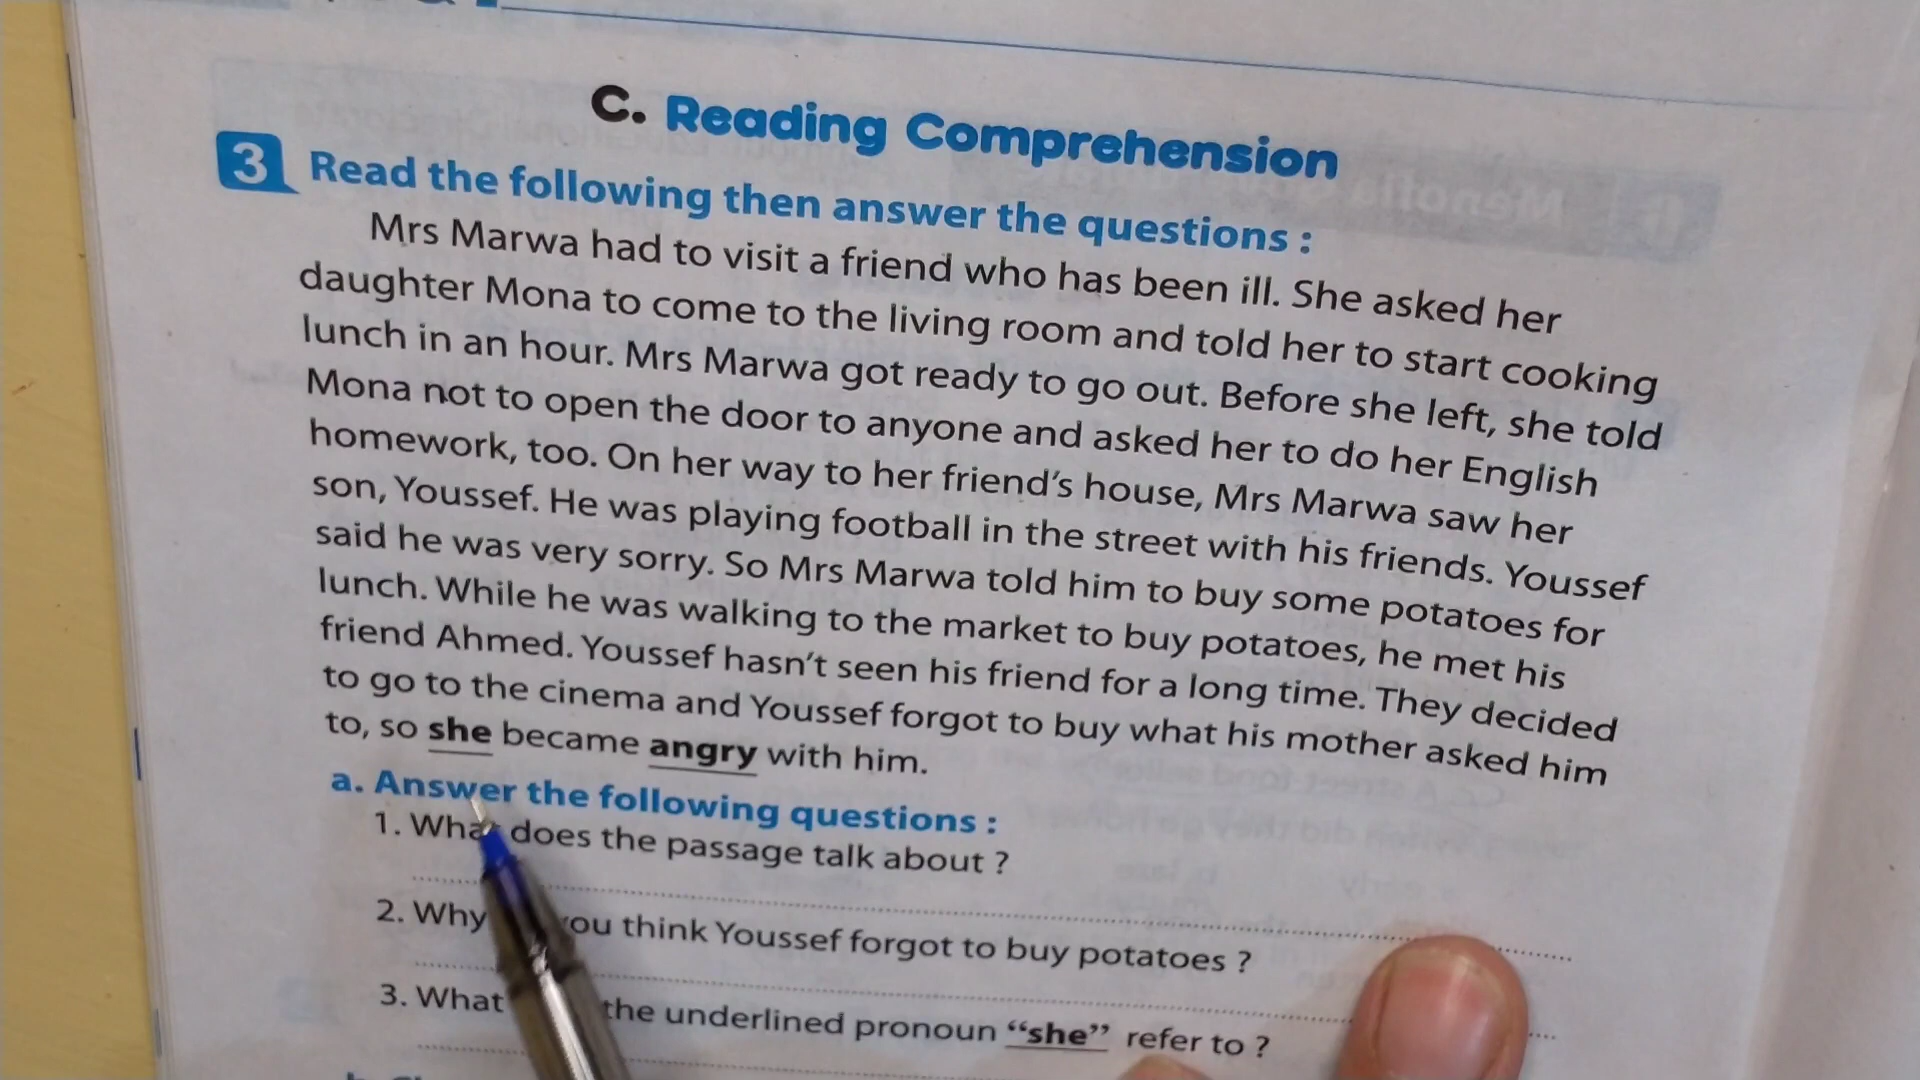 C. Reading Comprehension
3 Read the following then answer the questions :
Mrs Marwa had to visit a friend who has been ill. She asked her
daughter Mona to come to the living room and told her to start cooking
lunch in an hour. Mrs Marwa got ready to go out. Before she left, she told
Mona not to open the door to anyone and asked her to do her English
homework, too. On her way to her friend's house, Mrs Marwa saw her
son, Youssef. He was playing football in the street with his friends. Youssef
said he was very sorry. So Mrs Marwa told him to buy some potatoes for
lunch. While he was walking to the market to buy potatoes, he met his
friend Ahmed. Youssef hasn't seen his friend for a long time. They decided
to go to the cinema and Youssef forgot to buy what his mother asked him
to, so she became angry with him.
a. Answer the following questions :
1. What does the passage talk about ?
2. Why you think Youssef forgot to buy potatoes ?
3. What the underlined pronoun “she” refer to ?